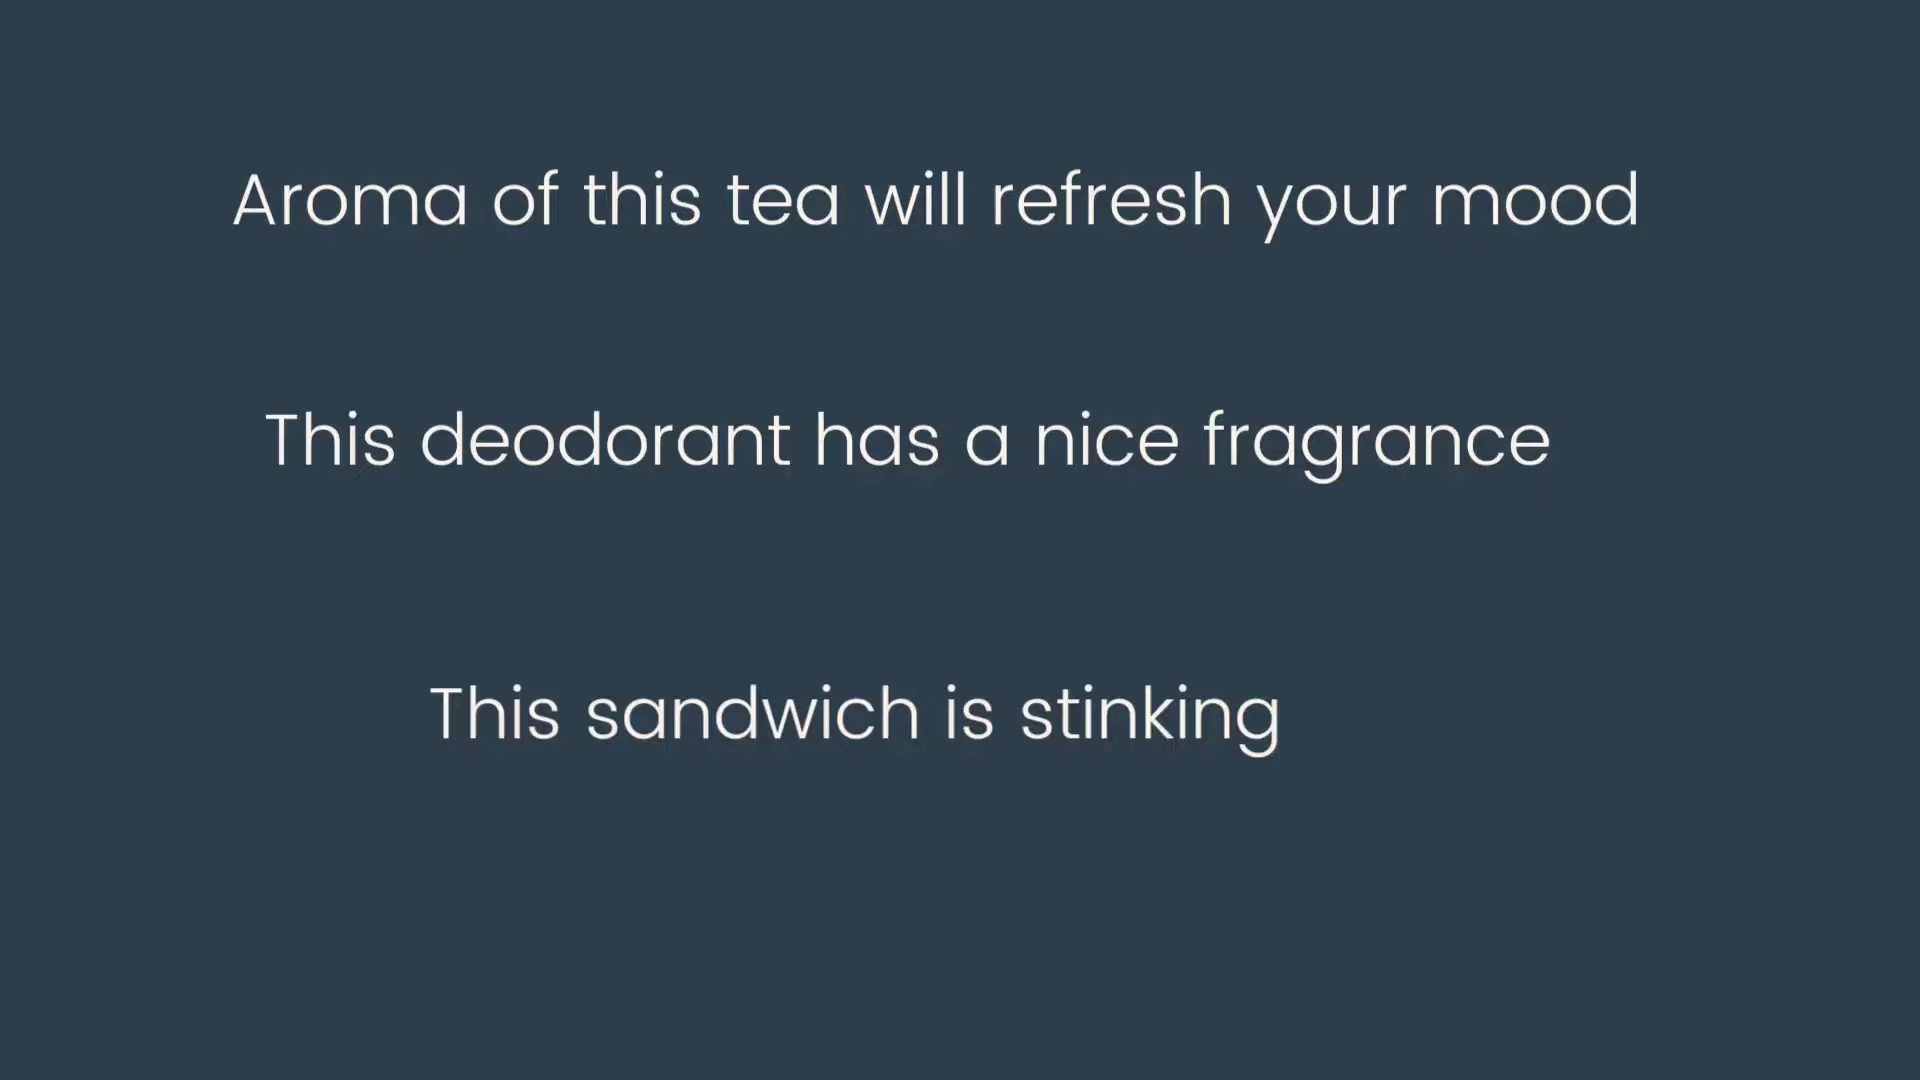 Aroma of this tea will refresh your mood
This deodorant has a nice fragrance
This sandwich is stinking